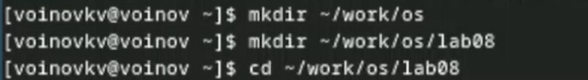 [voinovkv@voinov ~]$ mkdir ~/work/os
[voinovkv@voinov ~]$ mkdir ~/work/os/lab08
[voinovkv@voinov ~]$ cd ~/work/os/lab08